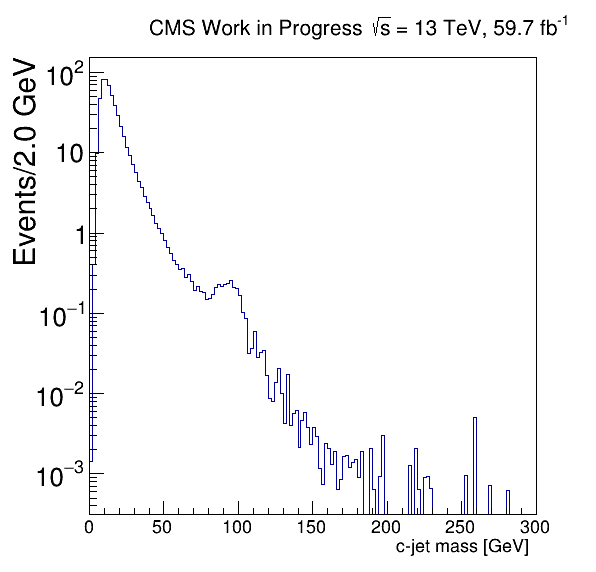 CMS Work in Progress √s = 13 TeV, 59.7 fb⁻¹
Events/2.0 GeV
10²
10
1
10⁻¹
10⁻²
10⁻³
0 50 100 150 200 250 300
c-jet mass [GeV]